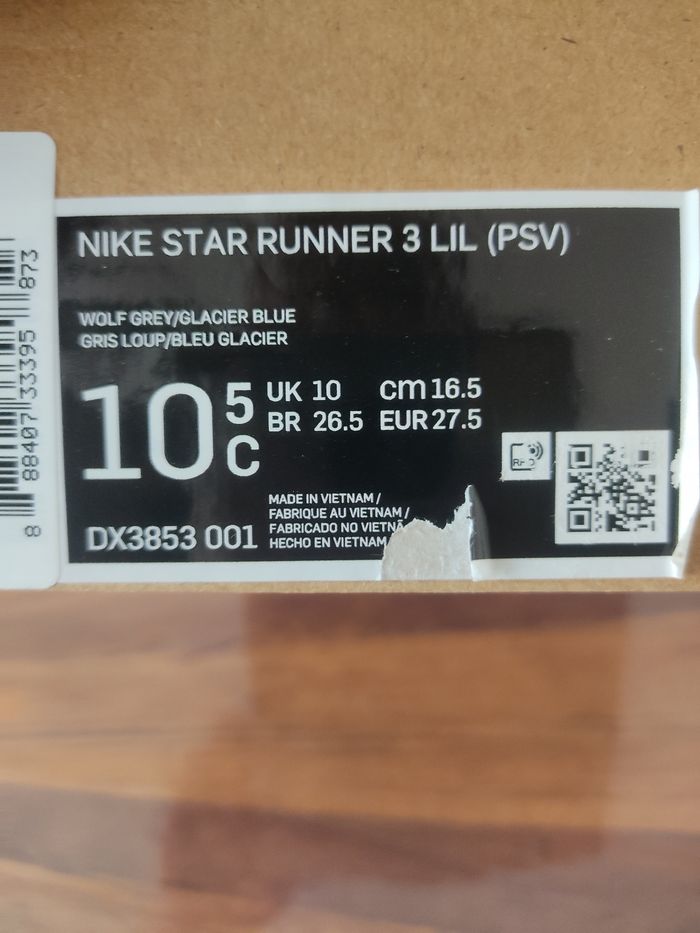 NIKE STAR RUNNER 3 LIL (PSV)
WOLF GREY/GLACIER BLUE
GRIS LOUP/BLEU GLACIER
10 5C
UK 10 cm 16.5
BR 26.5 EUR 27.5
MADE IN VIETNAM /
FABRIQUE AU VIETNAM /
FABRICADO NO VIETNÃ
HECHO EN VIETNAM
DX3853 001
8 88407 33395 873